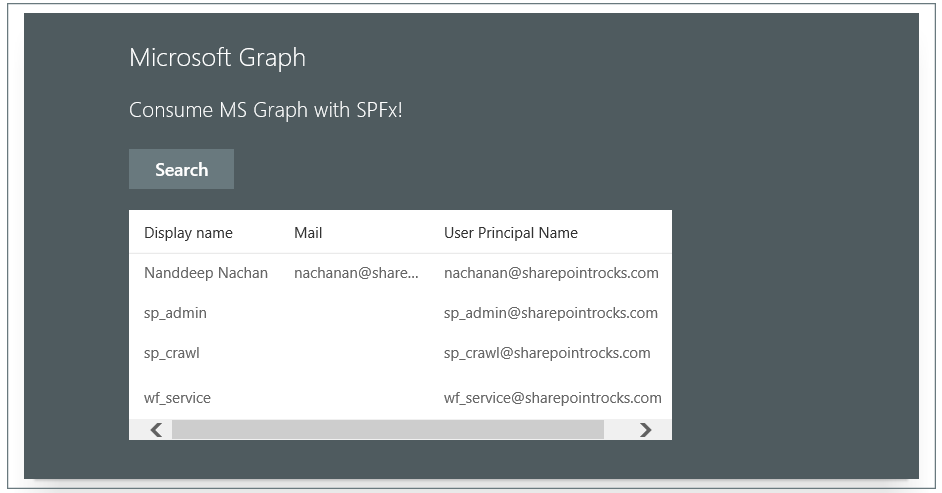 Microsoft Graph
Consume MS Graph with SPFx!
Search
Display name Mail User Principal Name
Nanddeep Nachan nachanan@share... nachanan@sharepointrocks.com
sp_admin sp_admin@sharepointrocks.com
sp_crawl sp_crawl@sharepointrocks.com
wf_service wf_service@sharepointrocks.com